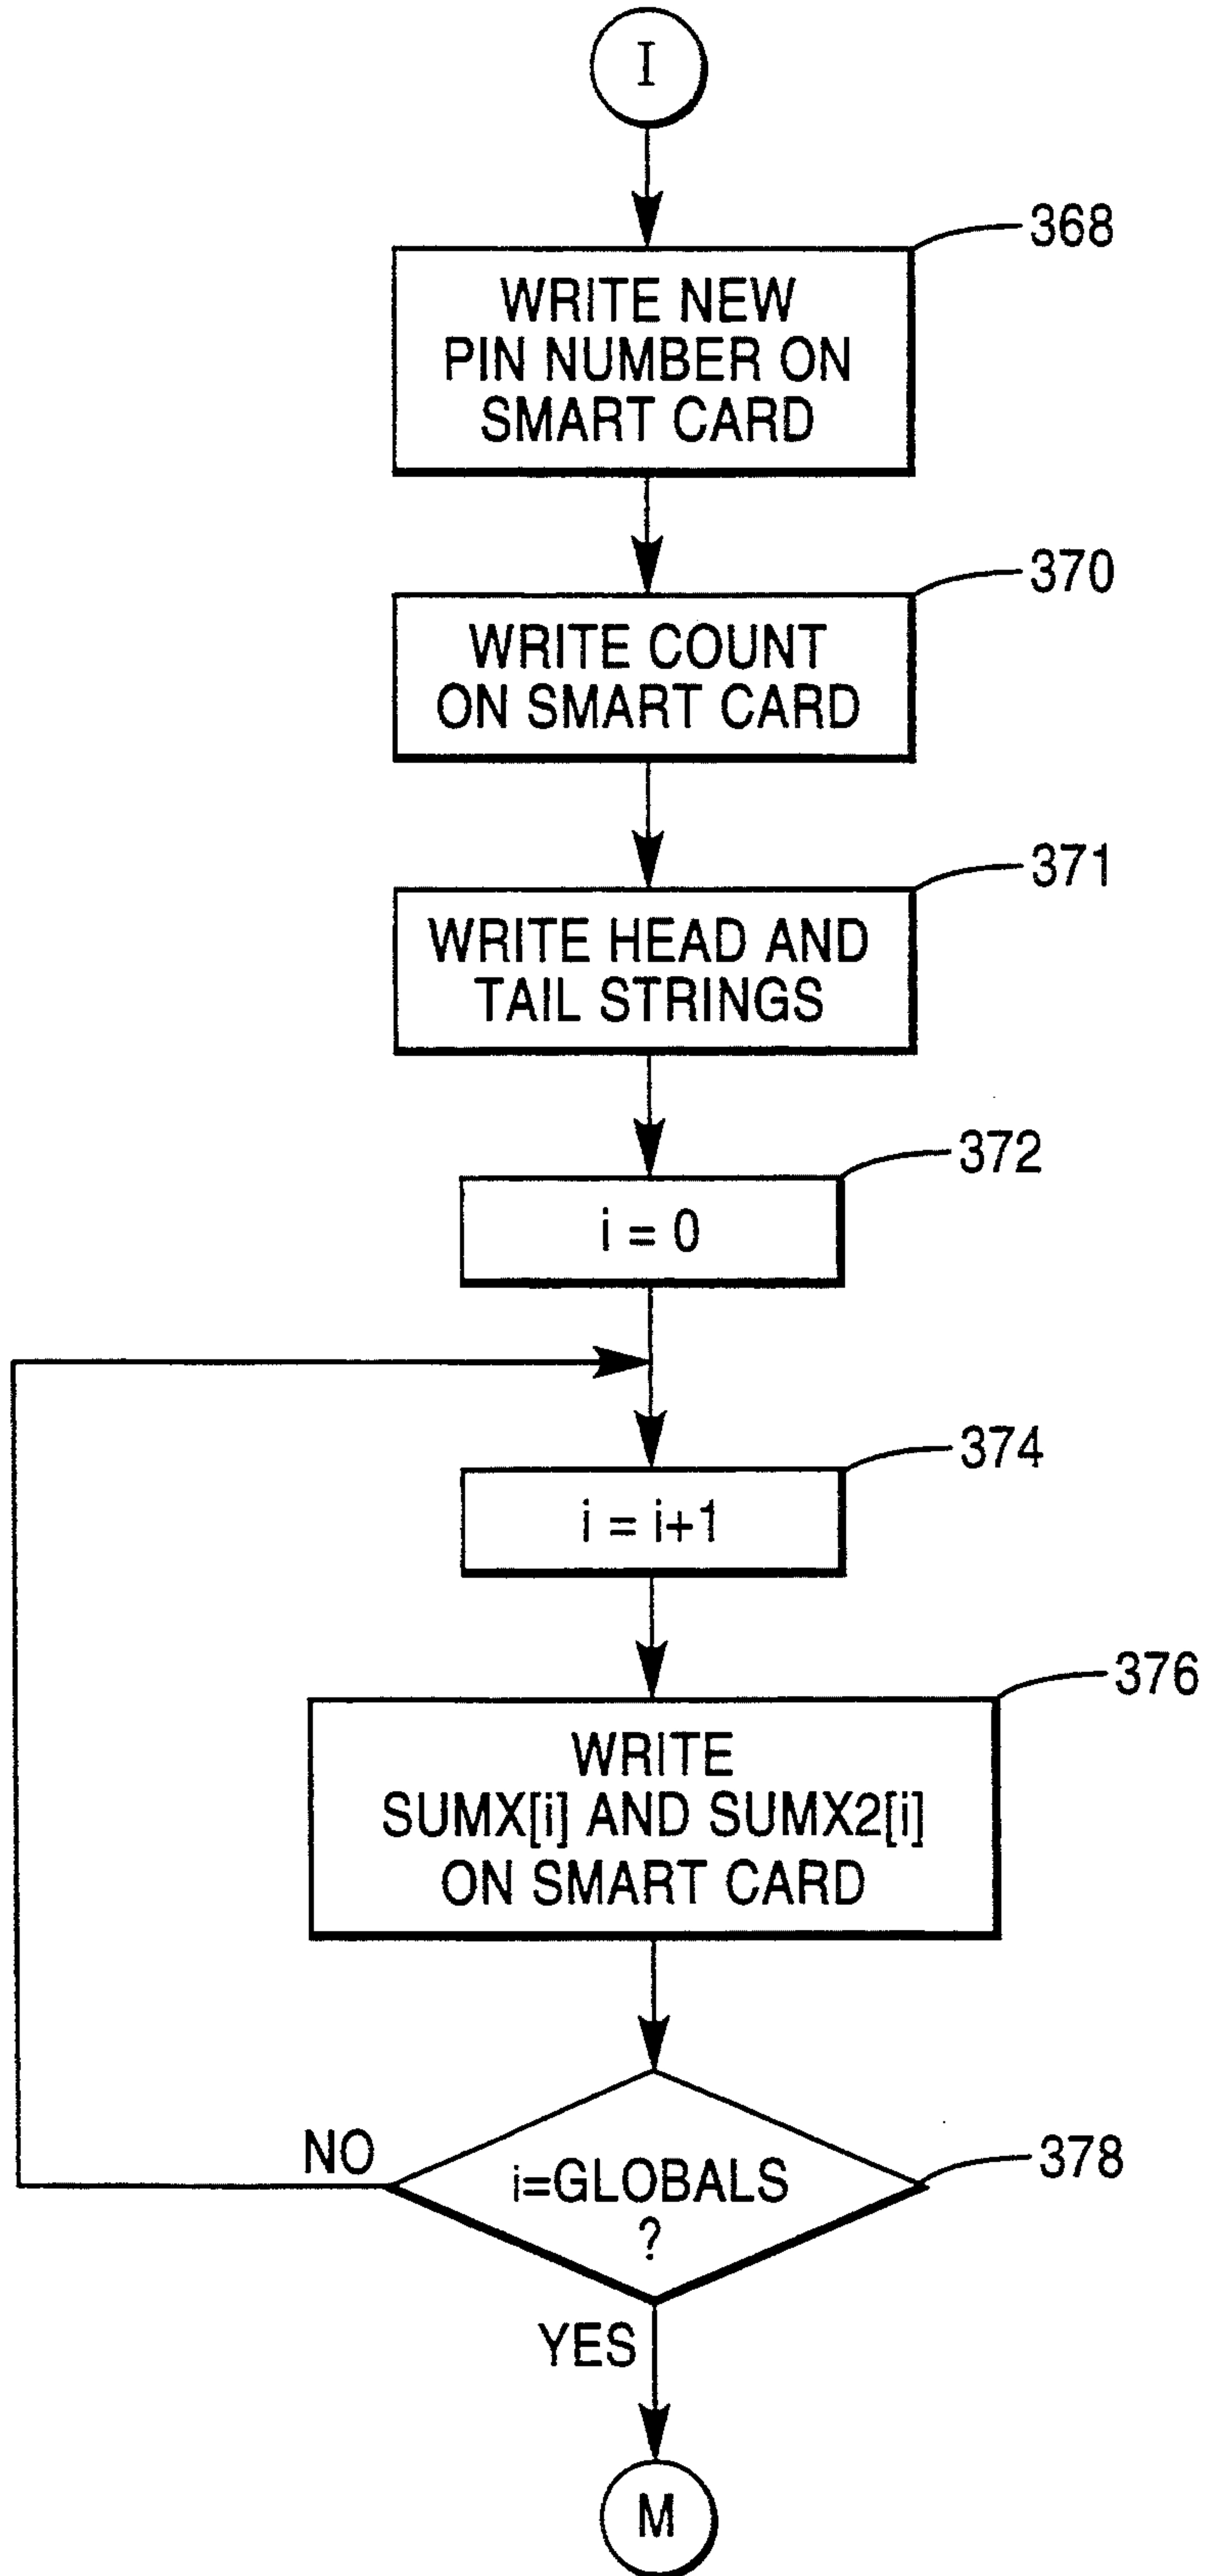 I
368
WRITE NEW
PIN NUMBER ON
SMART CARD
370
WRITE COUNT
ON SMART CARD
371
WRITE HEAD AND
TAIL STRINGS
372
i = 0
374
i = i+1
376
WRITE
SUMX[i] AND SUMX2[i]
ON SMART CARD
NO
378
i=GLOBALS
?
YES
M